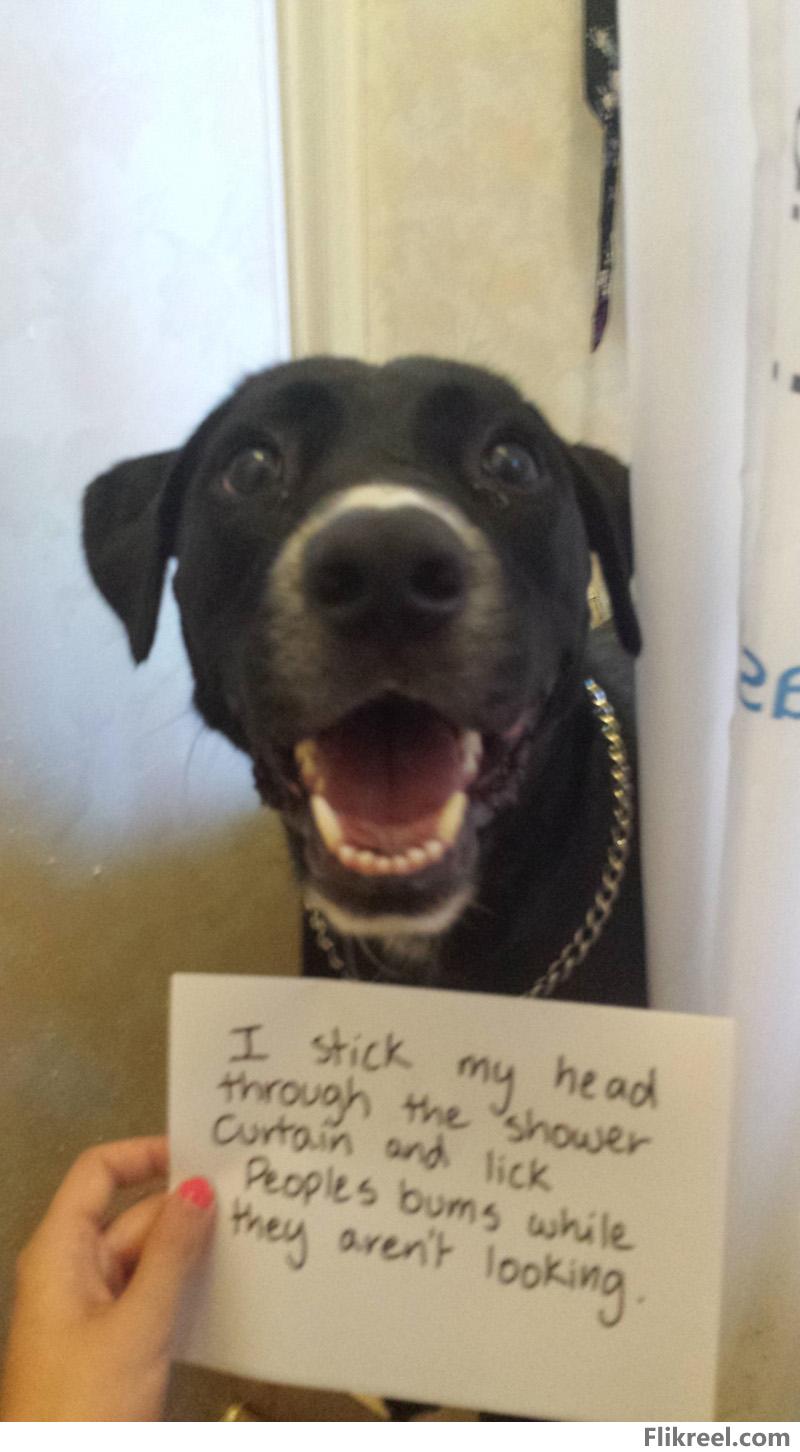 I stick my head
through the shower
curtain and lick
Peoples bums while
they aren't looking.
Flikreel.com